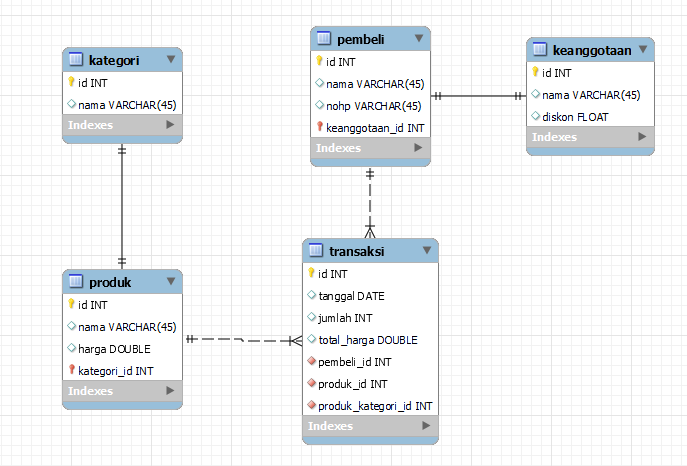 kategori
id INT
nama VARCHAR(45)
Indexes
pembeli
id INT
nama VARCHAR(45)
nohp VARCHAR(45)
keanggotaan_id INT
Indexes
keanggotaan
id INT
nama VARCHAR(45)
diskon FLOAT
Indexes
produk
id INT
nama VARCHAR(45)
harga DOUBLE
kategori_id INT
Indexes
transaksi
id INT
tanggal DATE
jumlah INT
total_harga DOUBLE
pembeli_id INT
produk_id INT
produk_kategori_id INT
Indexes